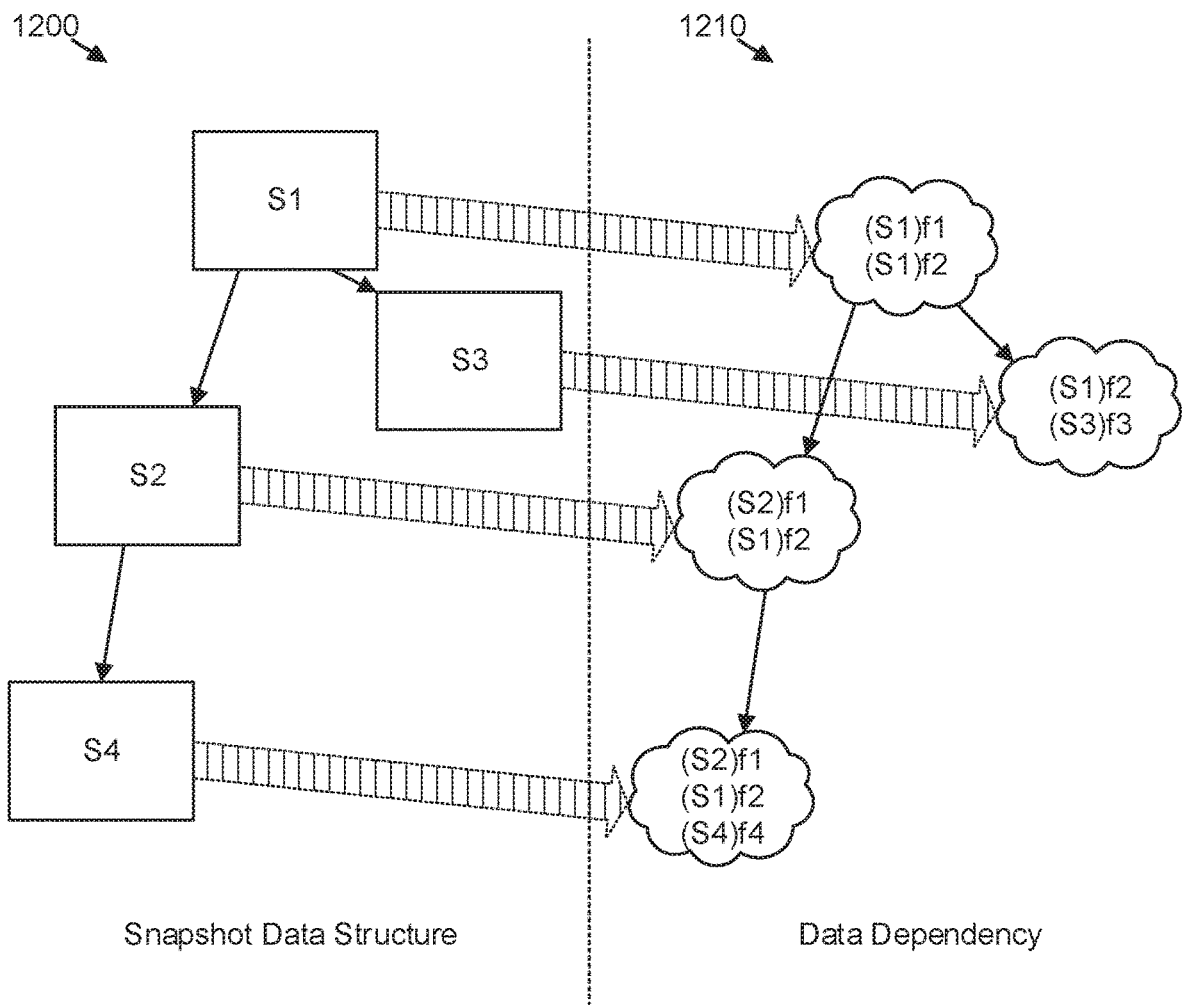 1200
1210
S1
(S1)f1
(S1)f2
S3
(S1)f2
(S3)f3
S2
(S2)f1
(S1)f2
S4
(S2)f1
(S1)f2
(S4)f4
Snapshot Data Structure
Data Dependency